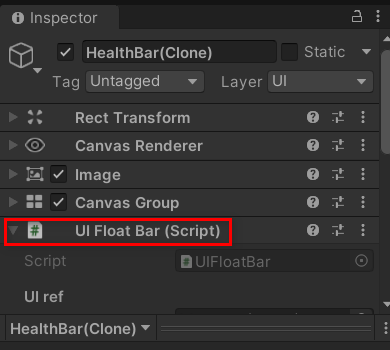 Inspector
HealthBar(Clone) Static
Tag Untagged Layer UI
Rect Transform
Canvas Renderer
Image
Canvas Group
# UI Float Bar (Script)
Script # UIFloatBar
UI ref
HealthBar(Clone)